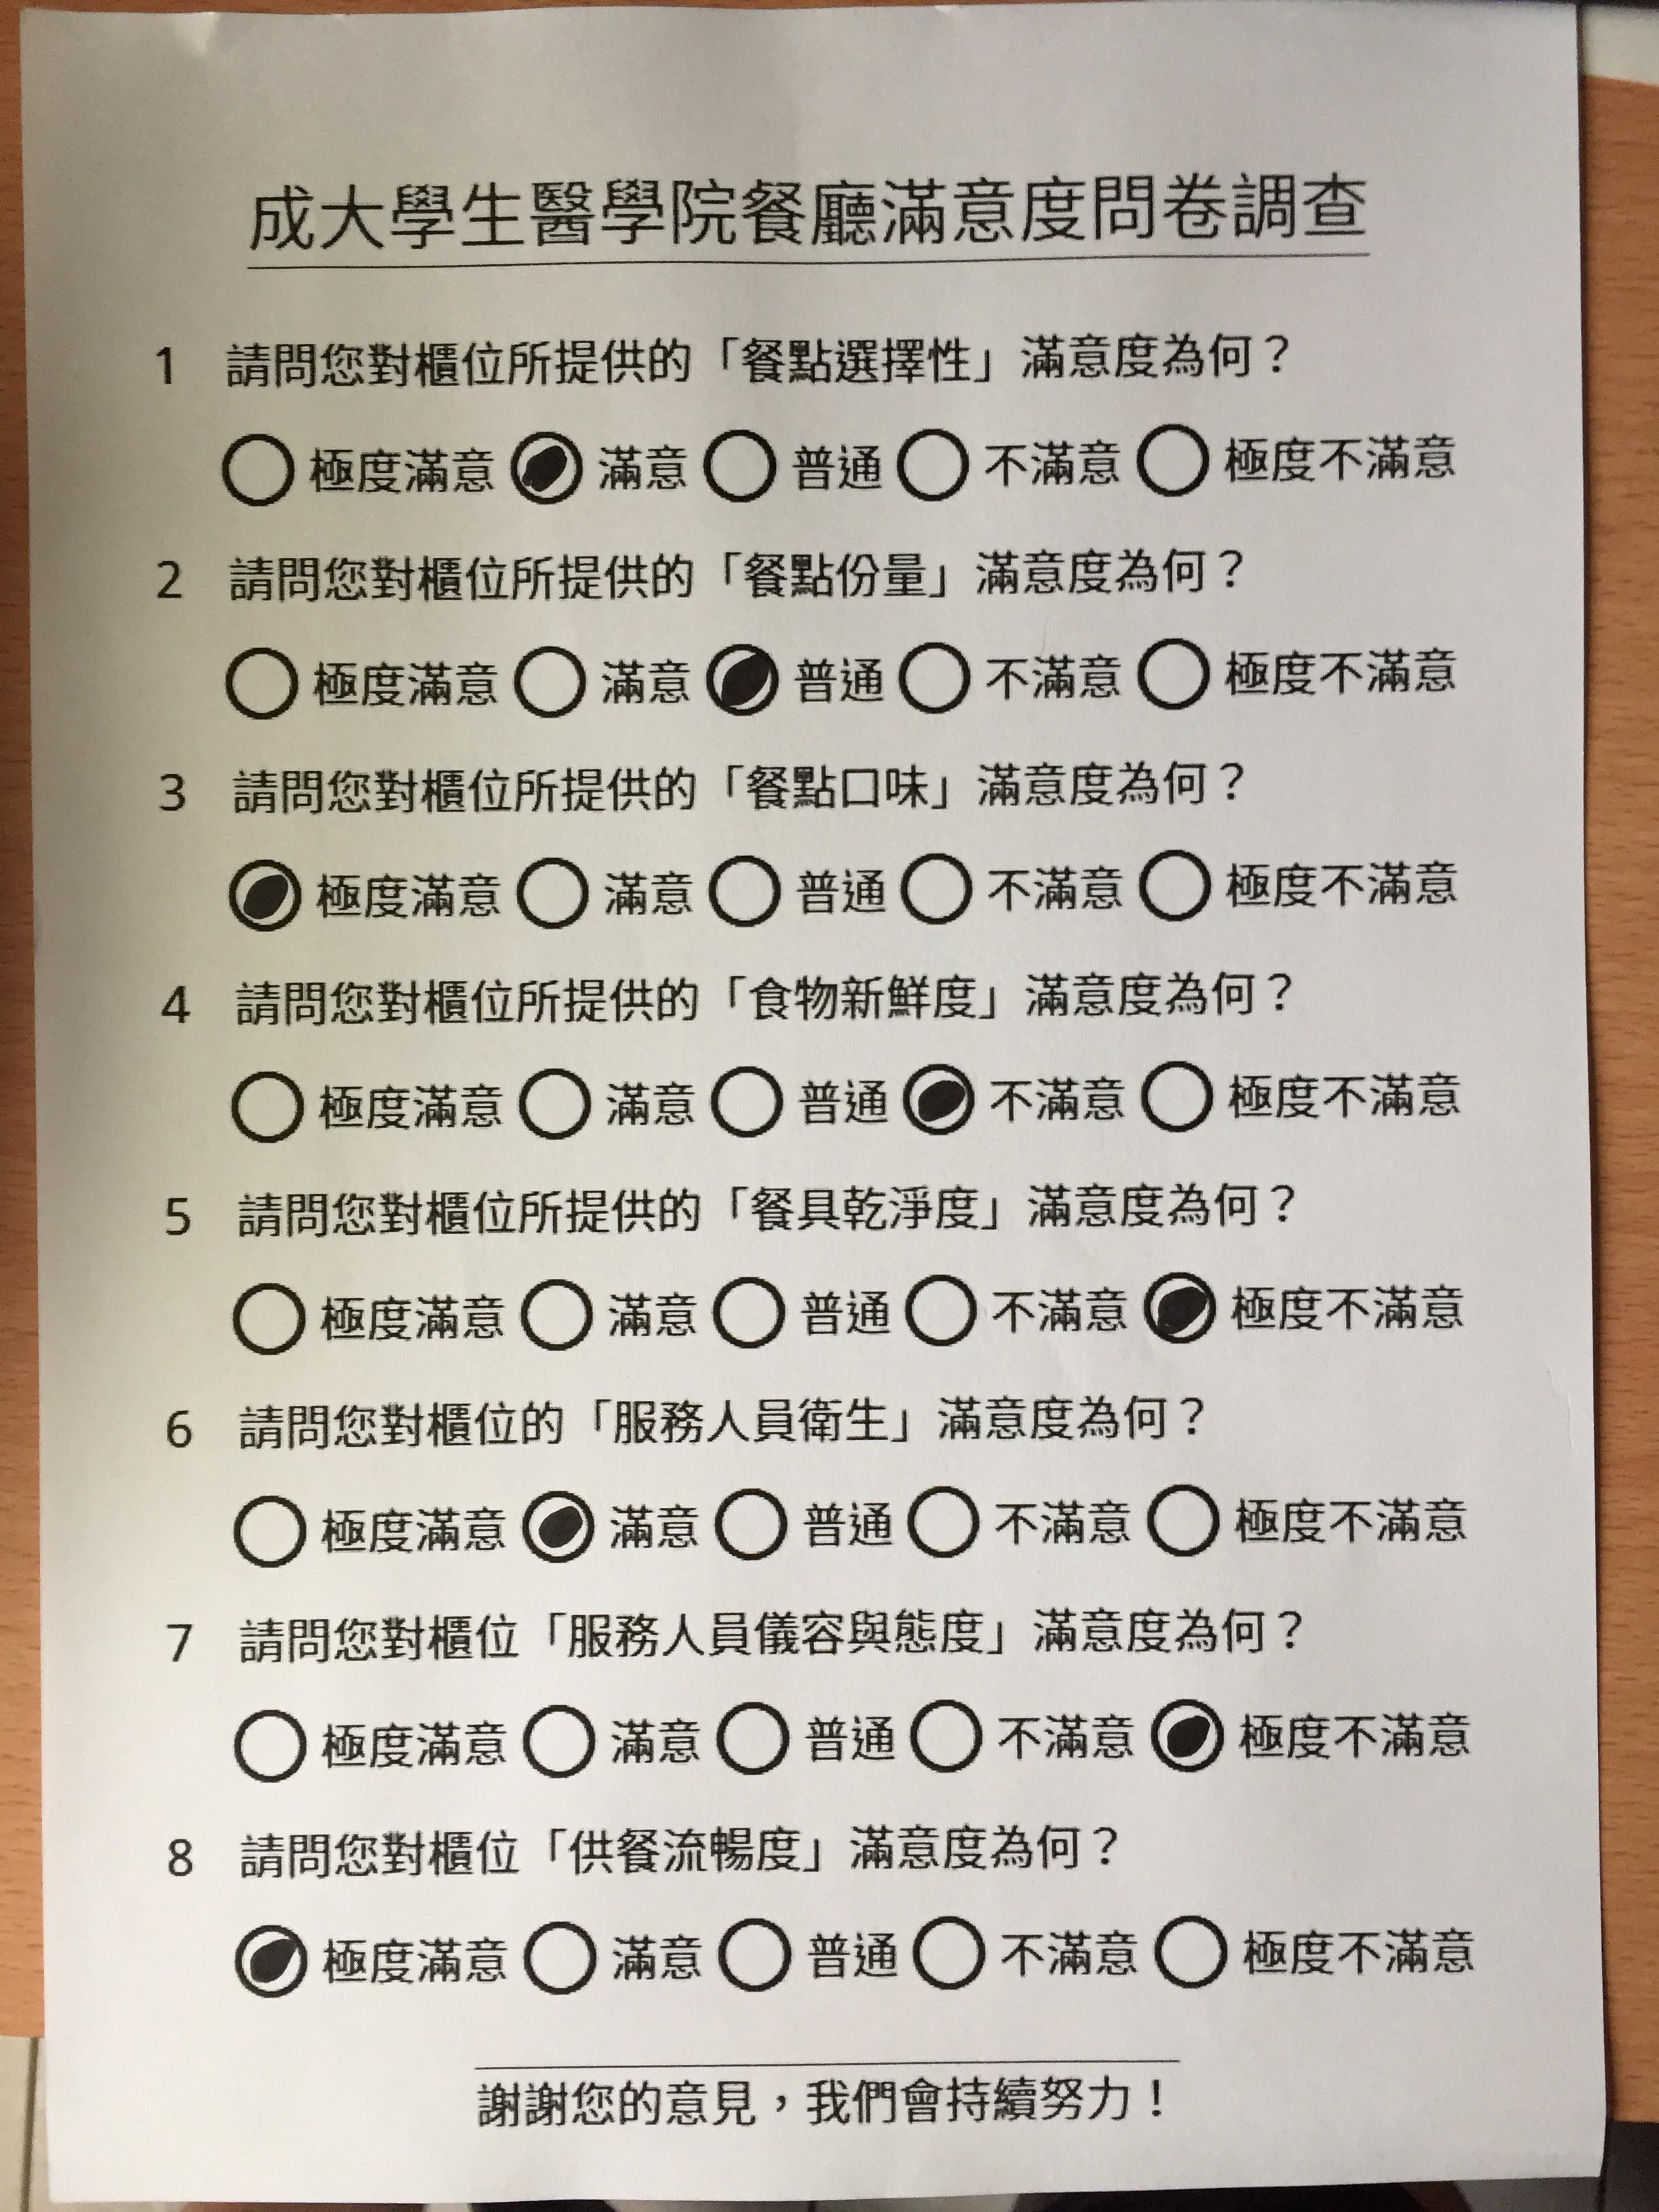 成大學生醫學院餐廳滿意度問卷調查
1 請問您對櫃位所提供的「餐點選擇性」滿意度為何？
極度滿意 滿意 普通 不滿意 極度不滿意
2 請問您對櫃位所提供的「餐點份量」滿意度為何？
極度滿意 滿意 普通 不滿意 極度不滿意
3 請問您對櫃位所提供的「餐點口味」滿意度為何？
極度滿意 滿意 普通 不滿意 極度不滿意
4 請問您對櫃位所提供的「食物新鮮度」滿意度為何？
極度滿意 滿意 普通 不滿意 極度不滿意
5 請問您對櫃位所提供的「餐具乾淨度」滿意度為何？
極度滿意 滿意 普通 不滿意 極度不滿意
6 請問您對櫃位的「服務人員衛生」滿意度為何？
極度滿意 滿意 普通 不滿意 極度不滿意
7 請問您對櫃位「服務人員儀容與態度」滿意度為何？
極度滿意 滿意 普通 不滿意 極度不滿意
8 請問您對櫃位「供餐流暢度」滿意度為何？
極度滿意 滿意 普通 不滿意 極度不滿意
謝謝您的意見，我們會持續努力！